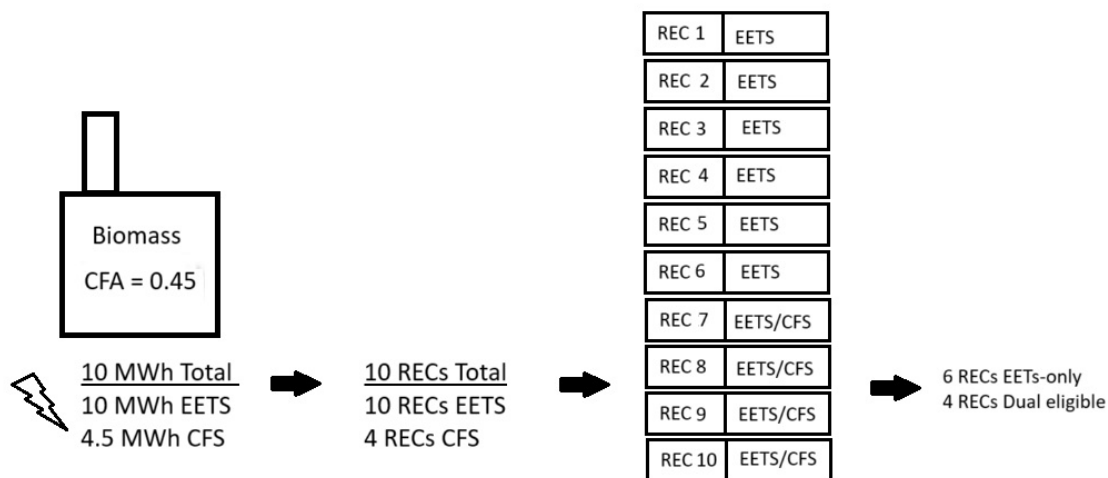 Biomass
CFA = 0.45
10 MWh Total
10 MWh EETS
4.5 MWh CFS
10 RECs Total
10 RECs EETS
4 RECs CFS
REC 1 EETS
REC 2 EETS
REC 3 EETS
REC 4 EETS
REC 5 EETS
REC 6 EETS
REC 7 EETS/CFS
REC 8 EETS/CFS
REC 9 EETS/CFS
REC 10 EETS/CFS
6 RECs EETs-only
4 RECs Dual eligible